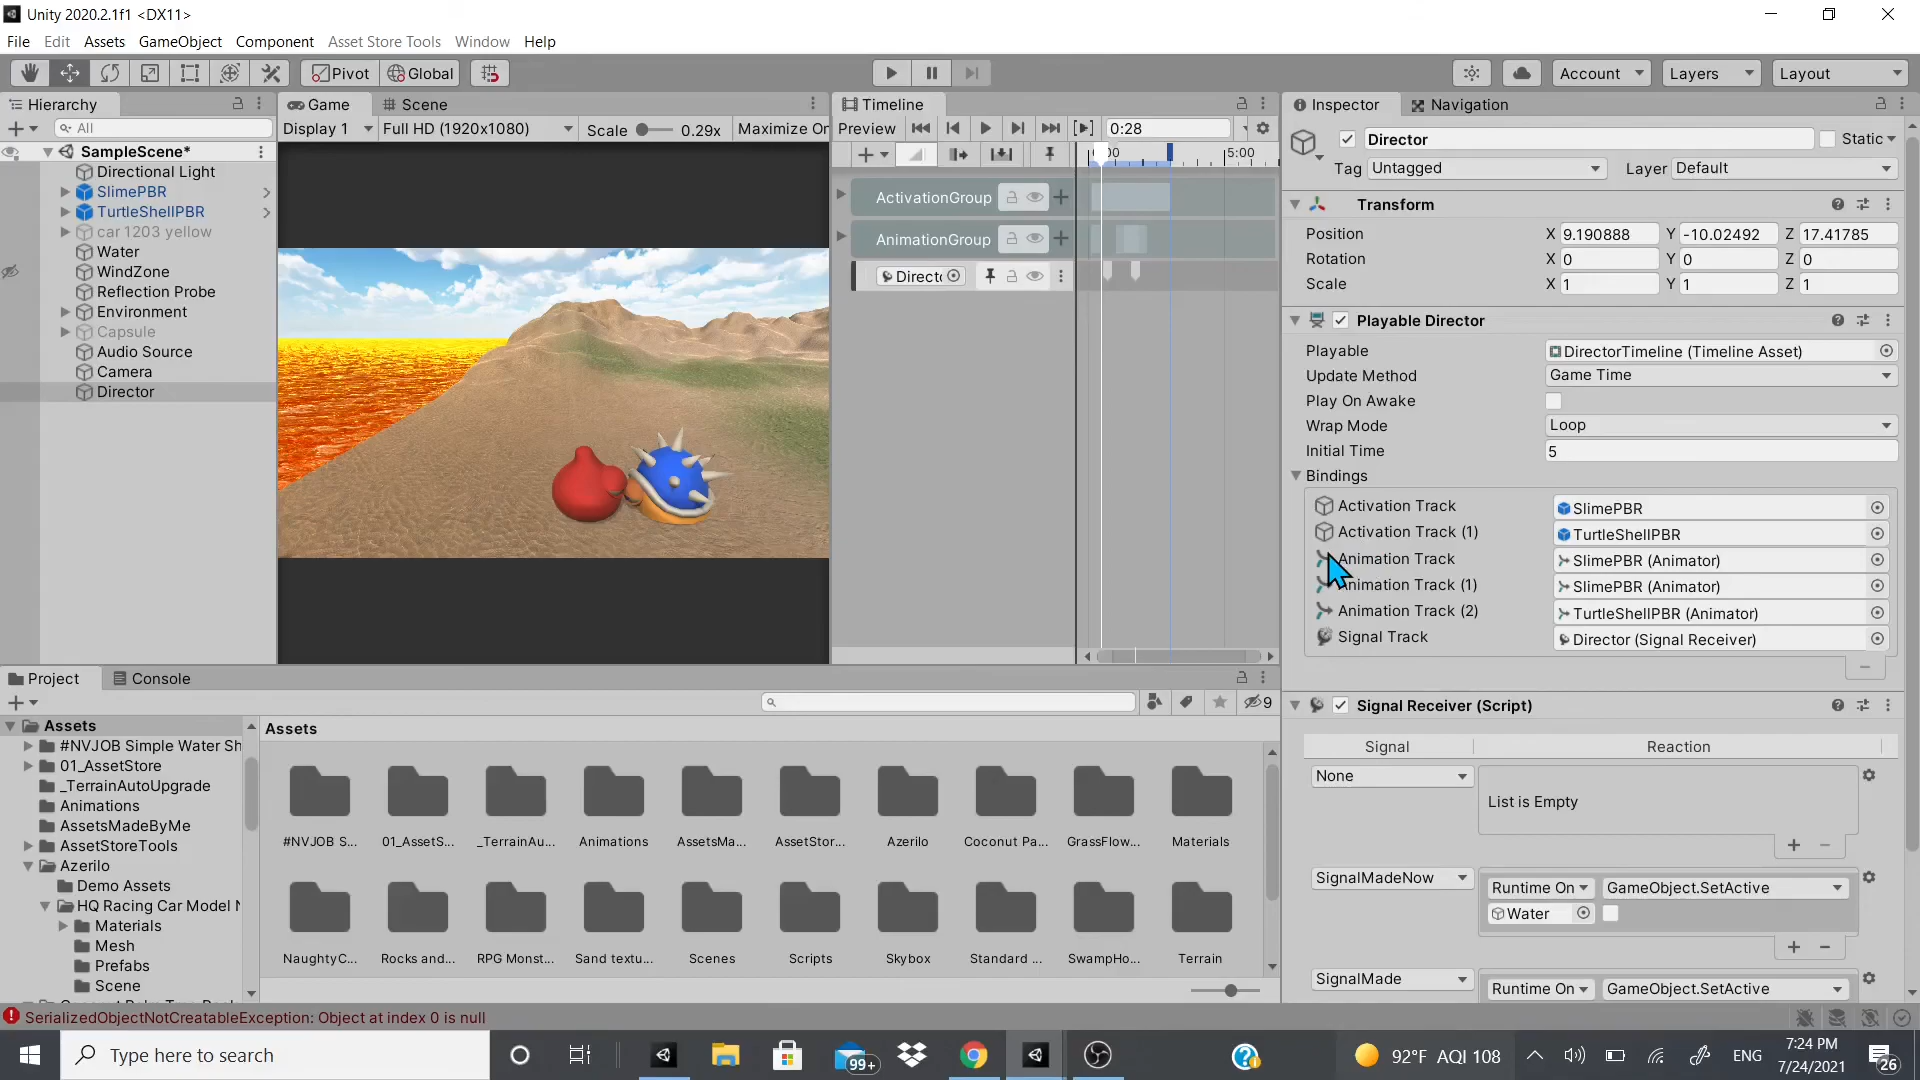 Unity 2020.2.1f1 <DX11>
File Edit Assets GameObject Component Asset Store Tools Window Help
Pivot Global Account Layers Layout
Hierarchy
All
SampleScene*
Directional Light
SlimePBR
TurtleShellPBR
car 1203 yellow
Water
WindZone
Reflection Probe
Environment
Capsule
Audio Source
Camera
Director
Game Scene
Display 1 Full HD (1920x1080) Scale 0.29x Maximize On
Timeline
Preview 0:28
5:00
ActivationGroup
AnimationGroup
Inspector Navigation
Director Static
Tag Untagged Layer Default
Transform
Position X 9.190888 Y -10.02492 Z 17.41785
Rotation X 0 Y 0 Z 0
Scale X 1 Y 1 Z 1
Playable Director
Playable DirectorTimeline (Timeline Asset)
Update Method Game Time
Play On Awake
Wrap Mode Loop
Initial Time 5
Bindings
Activation Track SlimePBR
Activation Track (1) TurtleShellPBR
Animation Track SlimePBR (Animator)
Animation Track (1) SlimePBR (Animator)
Animation Track (2) TurtleShellPBR (Animator)
Signal Track Director (Signal Receiver)
Signal Receiver (Script)
Signal Reaction
None List is Empty
SignalMadeNow Runtime On GameObject.SetActive
Water
SignalMade Runtime On GameObject.SetActive
Project Console
9
Assets
#NVJOB Simple Water Sh
01_AssetStore
_TerrainAutoUpgrade
Animations
AssetsMadeByMe
AssetStoreTools
Azerilo
Demo Assets
HQ Racing Car Model
Materials
Mesh
Prefabs
Scene
Assets
#NVJOB S... 01_AssetS... _TerrainAu... Animations AssetsMa... AssetStor... Azerilo Coconut Pa... GrassFlow... Materials
NaughtyC... Rocks and... RPG Monst... Sand textu... Scenes Scripts Skybox Standard ... SwampHo... Terrain
SerializedObjectNotCreatableException: Object at index 0 is null
Type here to search
99+
92°F AQI 108
ENG
7:24 PM
7/24/2021
26